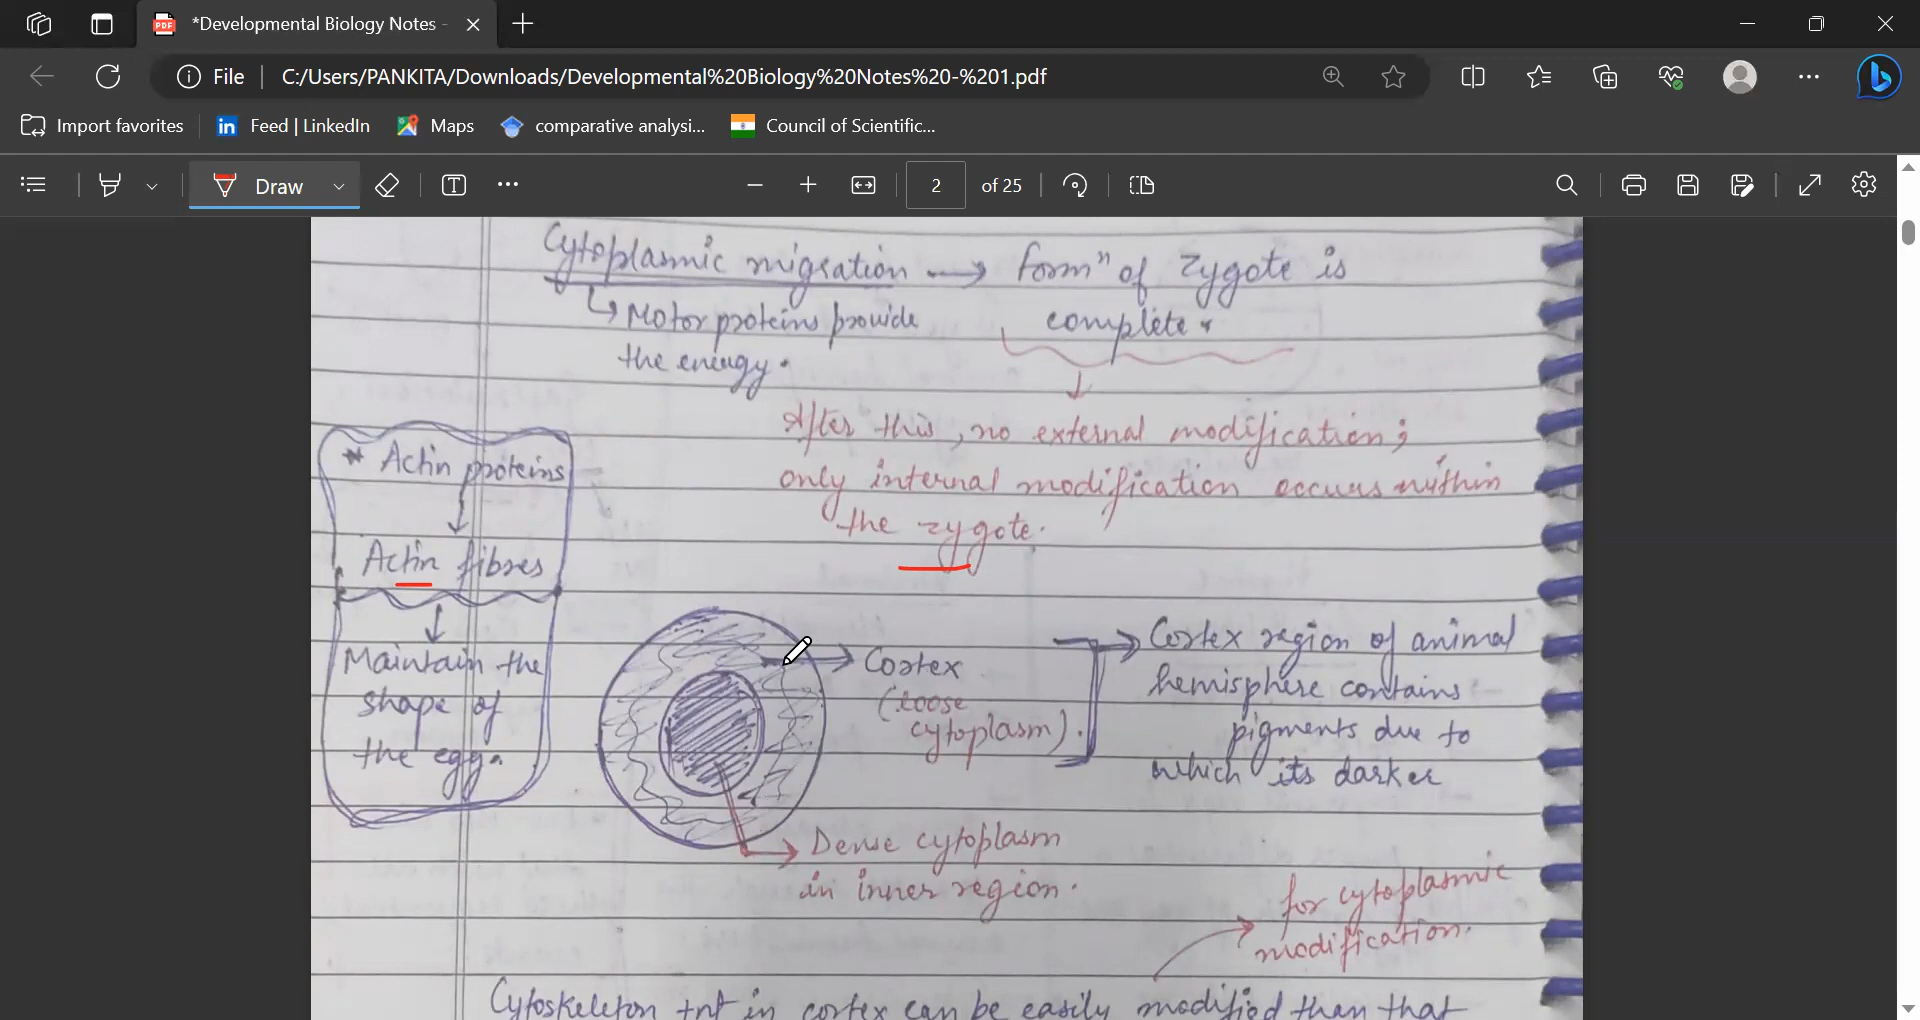 *Developmental Biology Notes -
File
C:/Users/PANKITA/Downloads/Developmental%20Biology%20Notes%20-%201.pdf
Import favorites
Feed | LinkedIn
Maps
comparative analysi...
Council of Scientific...
Draw
2 of 25
Cytoplasmic migration → formⁿ of zygote is
↳ Motor proteins provide
complete.
the energy.
After this, no external modification;
only internal modification occurs within
the zygote.
* Actin proteins
Actin fibres
Maintain the
shape of
the egg.
Cortex
(loose
cytoplasm).
Cortex region of animal
hemisphere contains
pigments due to
which its darker
Dense cytoplasm
in inner region.
for cytoplasmic
modification.
Cytoskeleton tnt in cortex can be easily modified than that